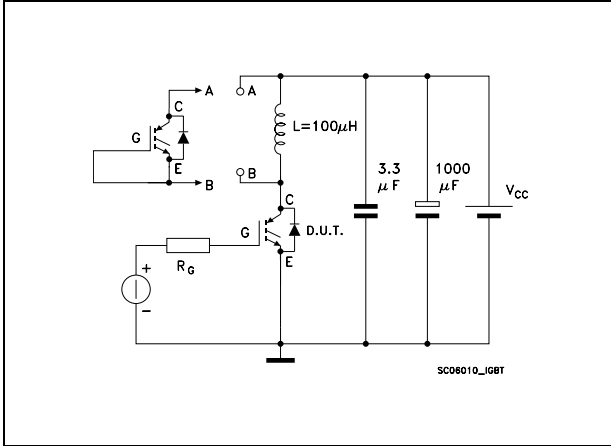 A
A
C
G
L=100μH
E
B
B
3.3
μF
1000
μF
VCC
C
G
D.U.T.
E
RG
+
−
SC06010_IGBT